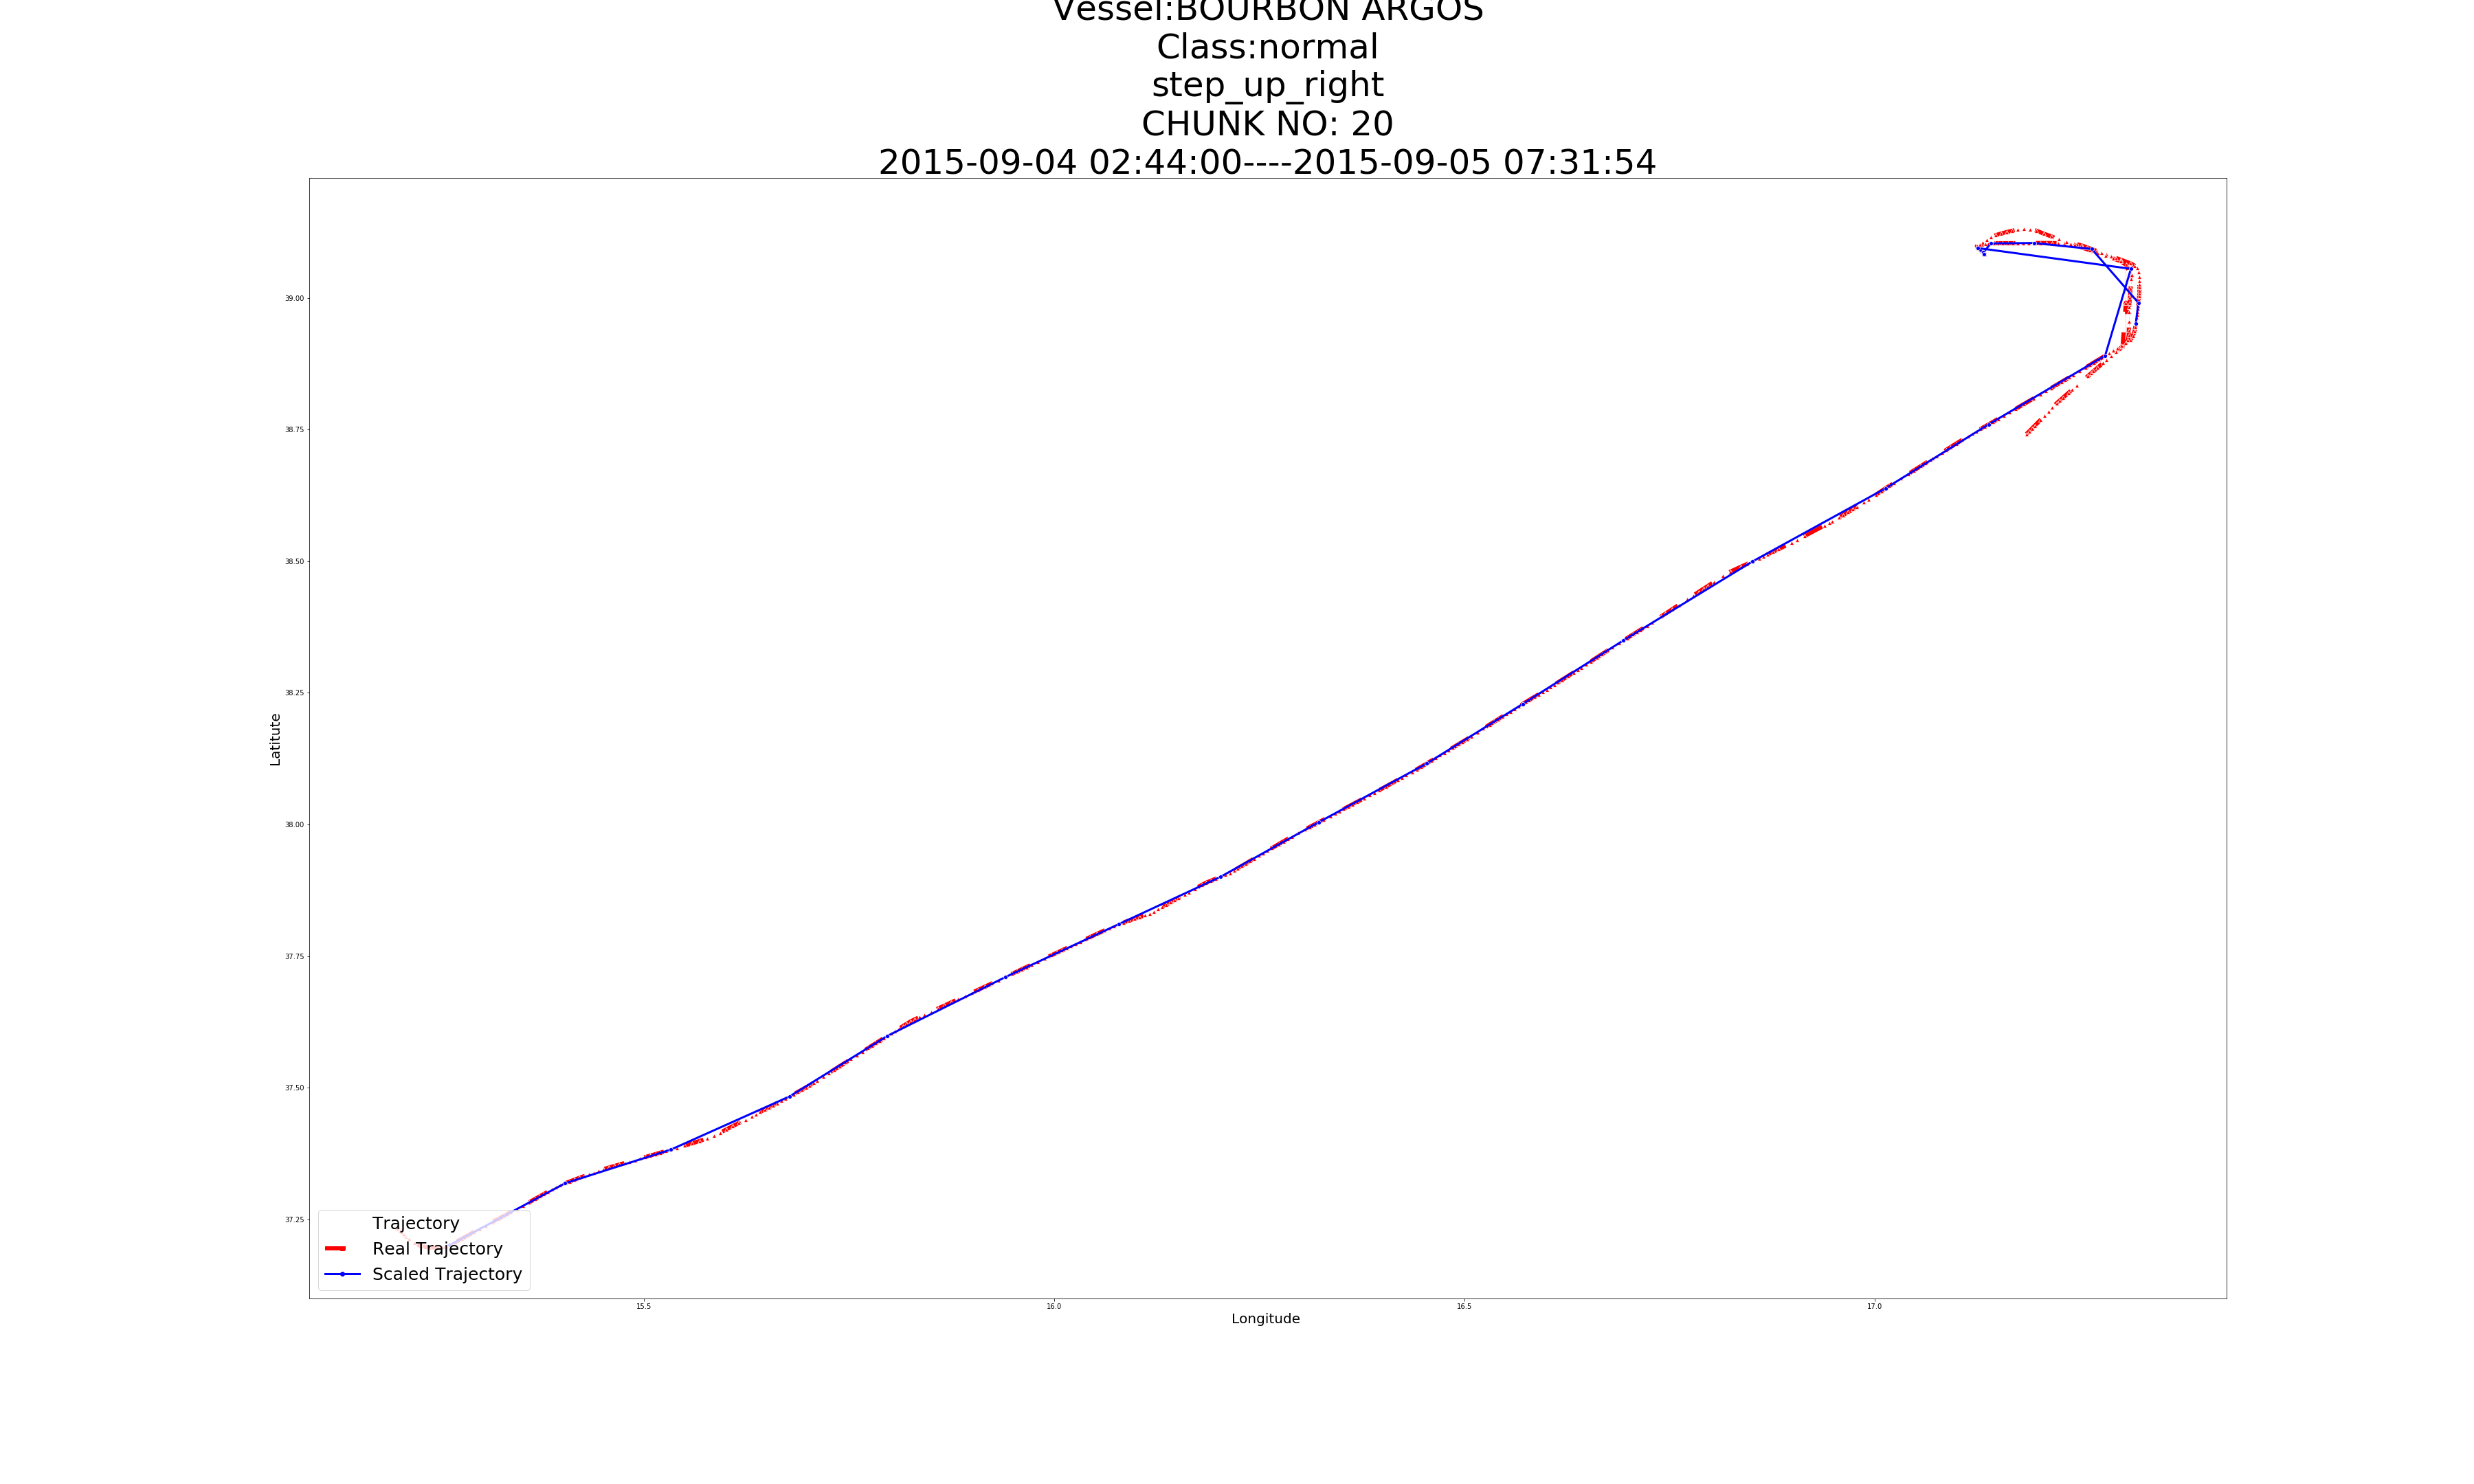 Vessel:BOURBON ARGOS
Class:normal
step_up_right
CHUNK NO: 20
2015-09-04 02:44:00----2015-09-05 07:31:54
39.00
38.75
38.50
38.25
38.00
37.75
37.50
37.25
Latitute
Trajectory
Real Trajectory
Scaled Trajectory
15.5
16.0
16.5
17.0
Longitude